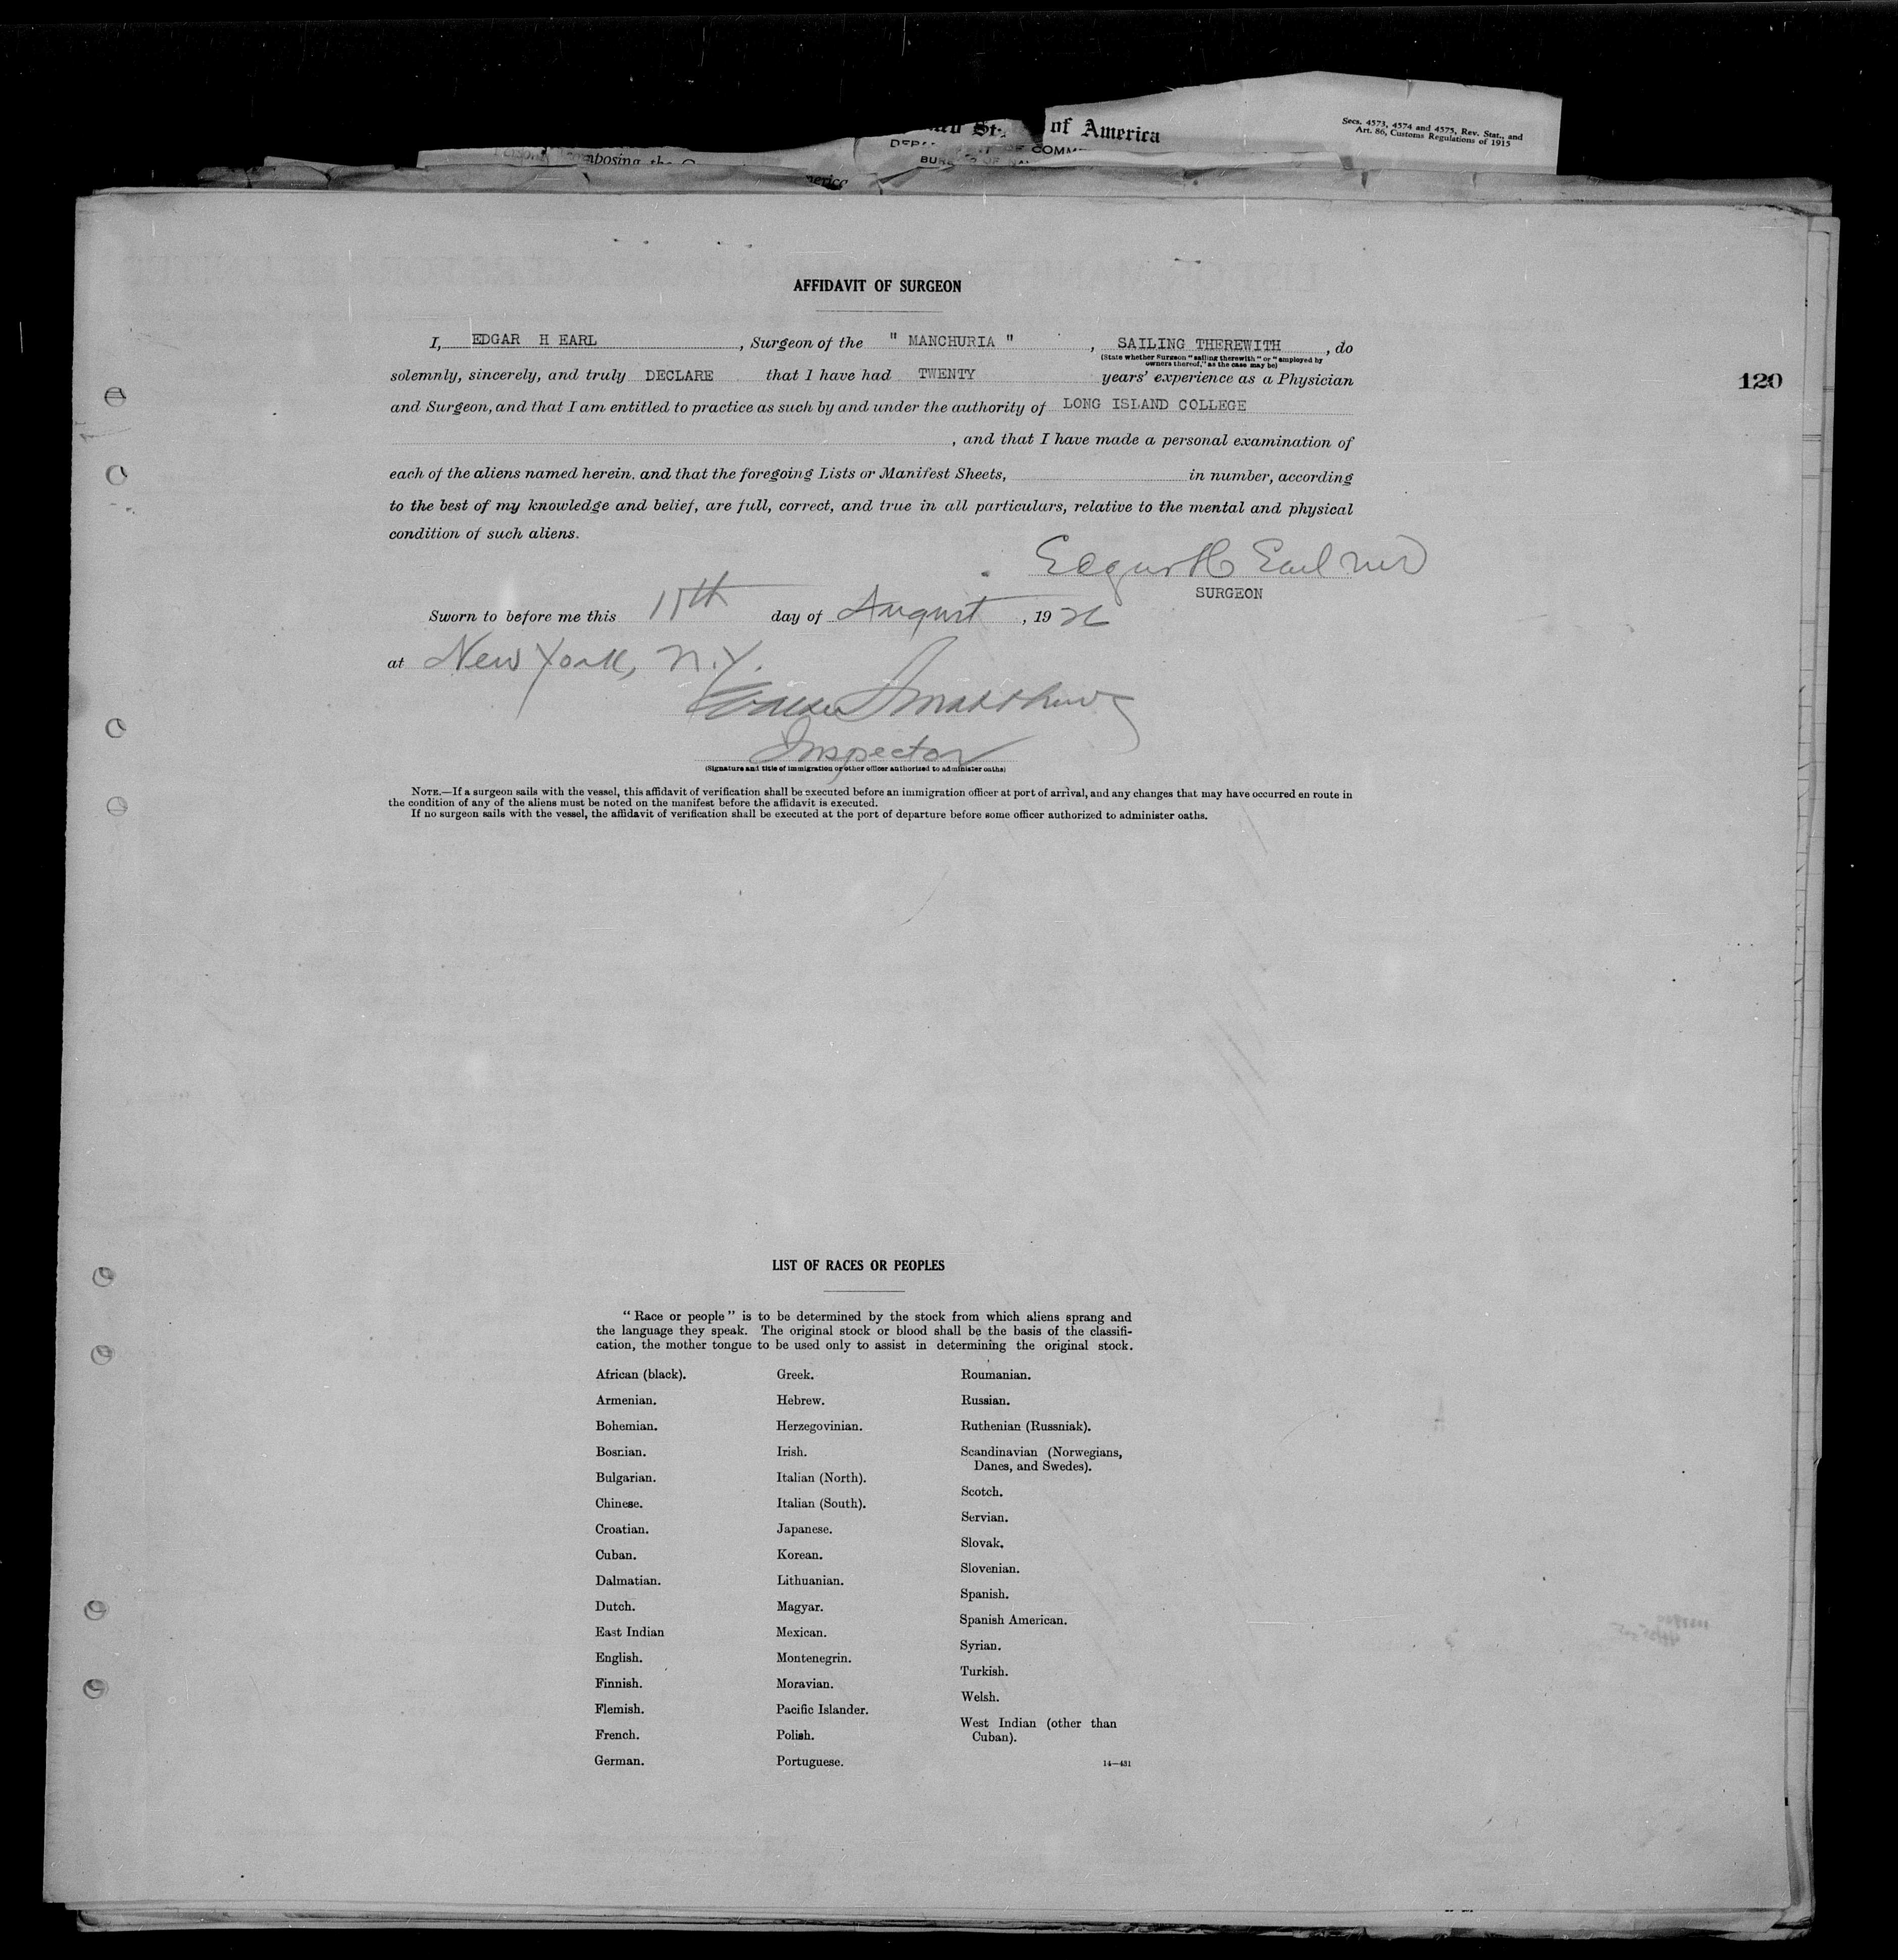 of America
Secs. 4573, 4574 and 4575, Rev. Stat., and
Art. 86, Customs Regulations of 1915
AFFIDAVIT OF SURGEON
I, EDGAR H EARL, Surgeon of the " MANCHURIA ", SAILING THEREWITH, do
(State whether Surgeon "sailing therewith" or "employed by
owners thereof," as the case may be)
solemnly, sincerely, and truly DECLARE that I have had TWENTY years' experience as a Physician
120
and Surgeon, and that I am entitled to practice as such by and under the authority of LONG ISLAND COLLEGE
, and that I have made a personal examination of
each of the aliens named herein, and that the foregoing Lists or Manifest Sheets, in number, according
to the best of my knowledge and belief, are full, correct, and true in all particulars, relative to the mental and physical
condition of such aliens.
Edgar H Earl MD
SURGEON
Sworn to before me this 15th day of August, 1926
at New York, N.Y.
Matthews
Inspector
(Signature and title of immigration or other officer authorized to administer oaths)
NOTE.—If a surgeon sails with the vessel, this affidavit of verification shall be executed before an immigration officer at port of arrival, and any changes that may have occurred en route in
the condition of any of the aliens must be noted on the manifest before the affidavit is executed.
If no surgeon sails with the vessel, the affidavit of verification shall be executed at the port of departure before some officer authorized to administer oaths.
LIST OF RACES OR PEOPLES
"Race or people" is to be determined by the stock from which aliens sprang and
the language they speak. The original stock or blood shall be the basis of the classifi-
cation, the mother tongue to be used only to assist in determining the original stock.
African (black).
Armenian.
Bohemian.
Bosnian.
Bulgarian.
Chinese.
Croatian.
Cuban.
Dalmatian.
Dutch.
East Indian
English.
Finnish.
Flemish.
French.
German.
Greek.
Hebrew.
Herzegovinian.
Irish.
Italian (North).
Italian (South).
Japanese.
Korean.
Lithuanian.
Magyar.
Mexican.
Montenegrin.
Moravian.
Pacific Islander.
Polish.
Portuguese.
Roumanian.
Russian.
Ruthenian (Russniak).
Scandinavian (Norwegians,
Danes, and Swedes).
Scotch.
Servian.
Slovak.
Slovenian.
Spanish.
Spanish American.
Syrian.
Turkish.
Welsh.
West Indian (other than
Cuban).
14—431